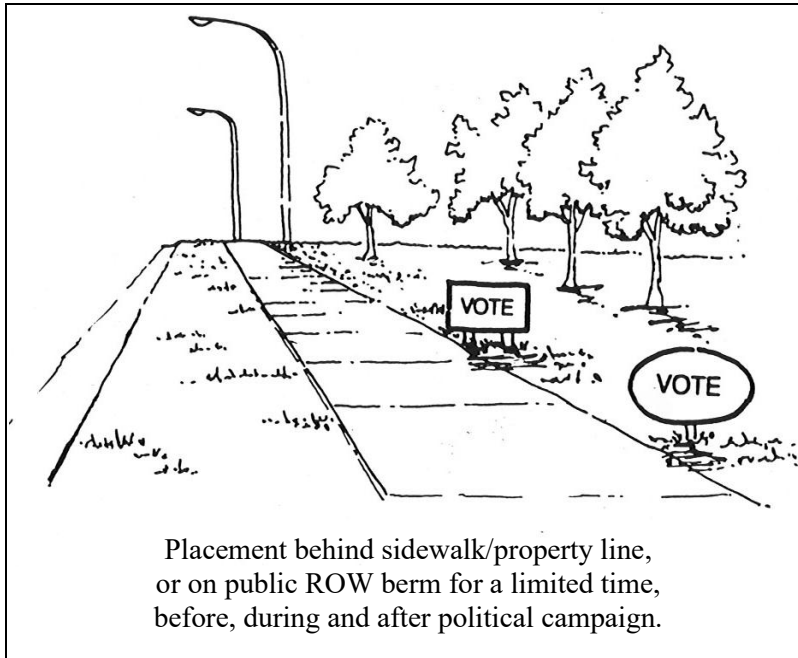 VOTE
VOTE
Placement behind sidewalk/property line,
or on public ROW berm for a limited time,
before, during and after political campaign.